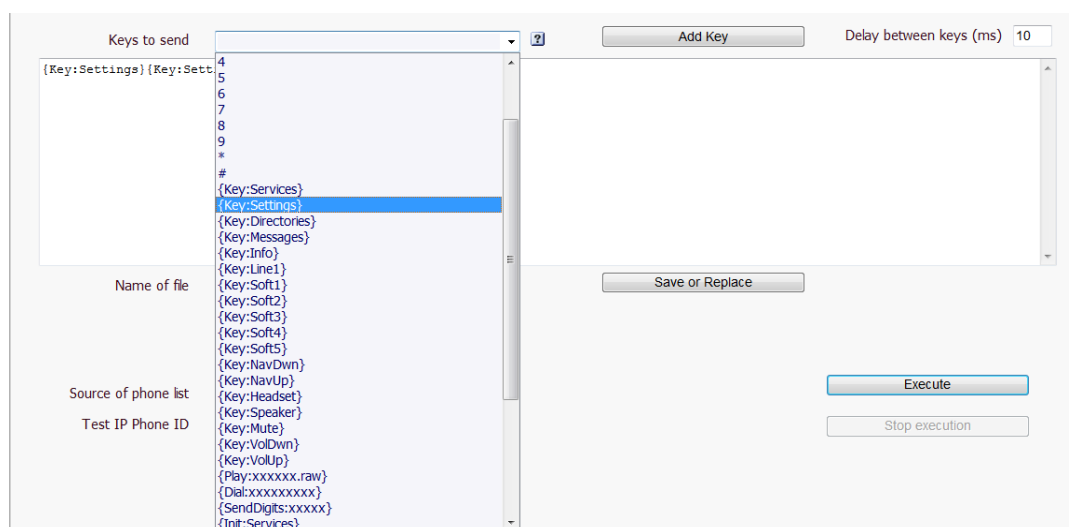 Keys to send
?
Add Key
Delay between keys (ms) 10
{Key:Settings}{Key:Sett
4
5
6
7
8
9
*
#
{Key:Services}
{Key:Settings}
{Key:Directories}
{Key:Messages}
{Key:Info}
{Key:Line1}
{Key:Soft1}
{Key:Soft2}
{Key:Soft3}
{Key:Soft4}
{Key:Soft5}
{Key:NavDwn}
{Key:NavUp}
{Key:Headset}
{Key:Speaker}
{Key:Mute}
{Key:VolDwn}
{Key:VolUp}
{Play:xxxxxx.raw}
{Dial:xxxxxxxxx}
{SendDigits:xxxxx}
{Init:Services}
Name of file
Save or Replace
Source of phone list
Execute
Test IP Phone ID
Stop execution